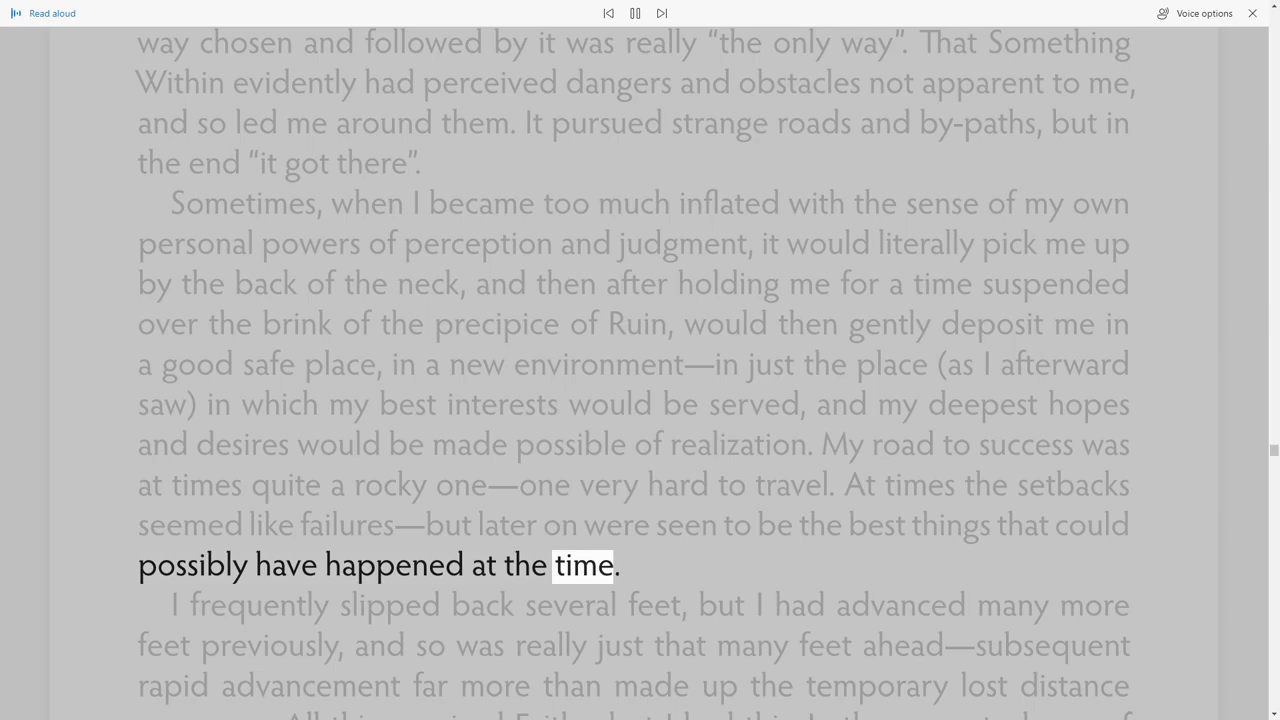 Read aloud
Voice options
way chosen and followed by it was really “the only way”. That Something
Within evidently had perceived dangers and obstacles not apparent to me,
and so led me around them. It pursued strange roads and by-paths, but in
the end “it got there”.
Sometimes, when I became too much inflated with the sense of my own
personal powers of perception and judgment, it would literally pick me up
by the back of the neck, and then after holding me for a time suspended
over the brink of the precipice of Ruin, would then gently deposit me in
a good safe place, in a new environment—in just the place (as I afterward
saw) in which my best interests would be served, and my deepest hopes
and desires would be made possible of realization. My road to success was
at times quite a rocky one—one very hard to travel. At times the setbacks
seemed like failures—but later on were seen to be the best things that could
possibly have happened at the time.
I frequently slipped back several feet, but I had advanced many more
feet previously, and so was really just that many feet ahead—subsequent
rapid advancement far more than made up the temporary lost distance